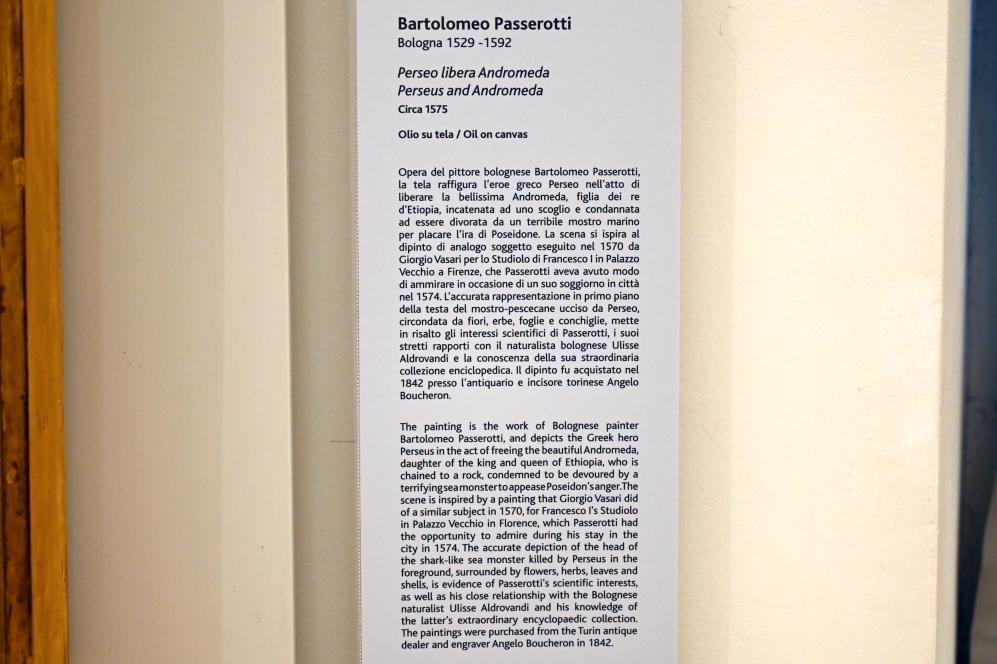 Bartolomeo Passerotti
Bologna 1529 -1592
Perseo libera Andromeda
Perseus and Andromeda
Circa 1575
Olio su tela / Oil on canvas
Opera del pittore bolognese Bartolomeo Passerotti,
la tela raffigura l'eroe greco Perseo nell'atto di
liberare la bellissima Andromeda, figlia dei re
d'Etiopia, incatenata ad uno scoglio e condannata
ad essere divorata da un terribile mostro marino
per placare l'ira di Poseidone. La scena si ispira al
dipinto di analogo soggetto eseguito nel 1570 da
Giorgio Vasari per lo Studiolo di Francesco I in Palazzo
Vecchio a Firenze, che Passerotti aveva avuto modo
di ammirare in occasione di un suo soggiorno in città
nel 1574. L'accurata rappresentazione in primo piano
della testa del mostro-pescecane ucciso da Perseo,
circondata da fiori, erbe, foglie e conchiglie, mette
in risalto gli interessi scientifici di Passerotti, i suoi
stretti rapporti con il naturalista bolognese Ulisse
Aldrovandi e la conoscenza della sua straordinaria
collezione enciclopedica. Il dipinto fu acquistato nel
1842 presso l'antiquario e incisore torinese Angelo
Boucheron.
The painting is the work of Bolognese painter
Bartolomeo Passerotti, and depicts the Greek hero
Perseus in the act of freeing the beautiful Andromeda,
daughter of the king and queen of Ethiopia, who is
chained to a rock, condemned to be devoured by a
terrifying sea monster to appease Poseidon's anger. The
scene is inspired by a painting that Giorgio Vasari did
of a similar subject in 1570, for Francesco I's Studiolo
in Palazzo Vecchio in Florence, which Passerotti had
the opportunity to admire during his stay in the
city in 1574. The accurate depiction of the head of
the shark-like sea monster killed by Perseus in the
foreground, surrounded by flowers, herbs, leaves and
shells, is evidence of Passerotti's scientific interests,
as well as his close relationship with the Bolognese
naturalist Ulisse Aldrovandi and his knowledge of
the latter's extraordinary encyclopaedic collection.
The paintings were purchased from the Turin antique
dealer and engraver Angelo Boucheron in 1842.